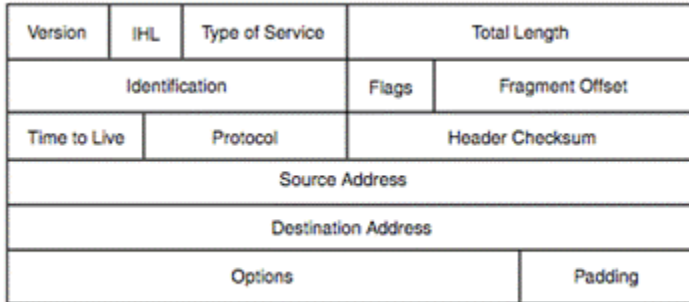 Version IHL Type of Service Total Length
Identification Flags Fragment Offset
Time to Live Protocol Header Checksum
Source Address
Destination Address
Options Padding